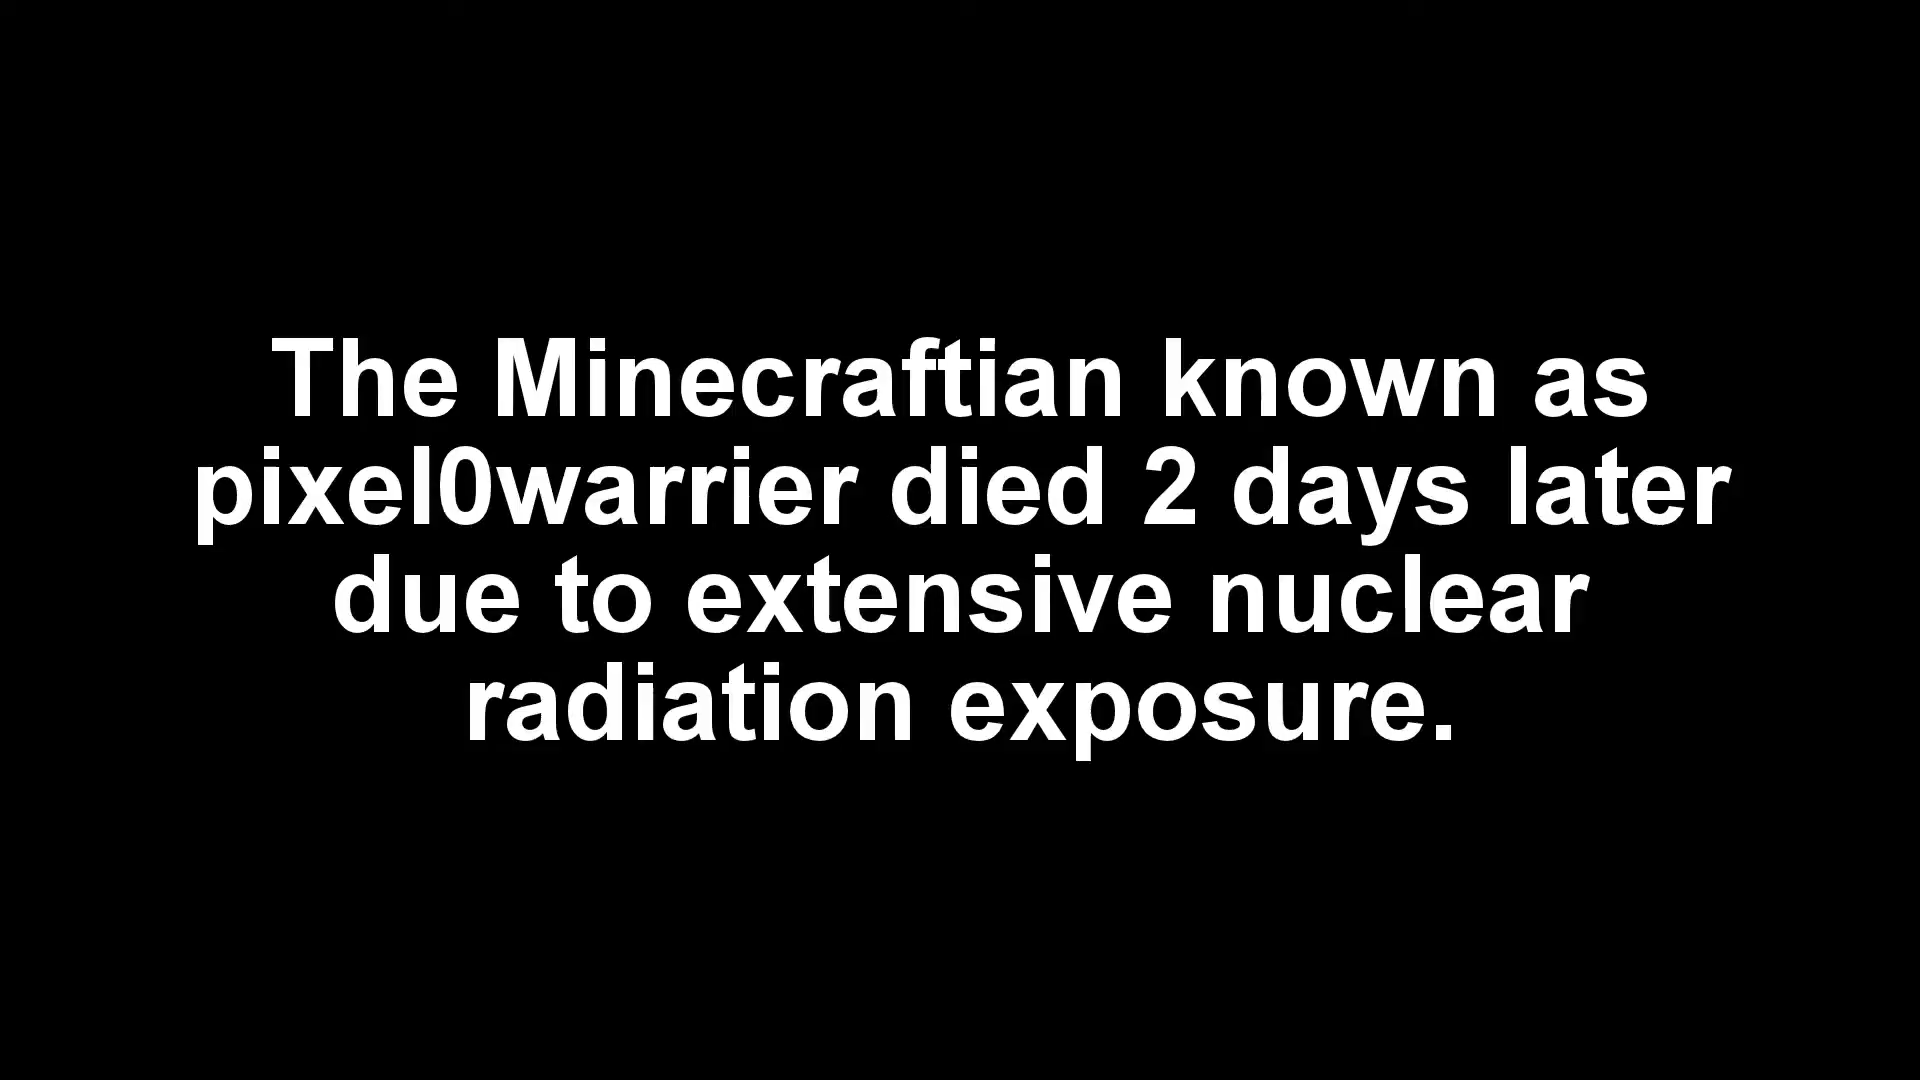 The Minecraftian known as
pixel0warrier died 2 days later
due to extensive nuclear
radiation exposure.